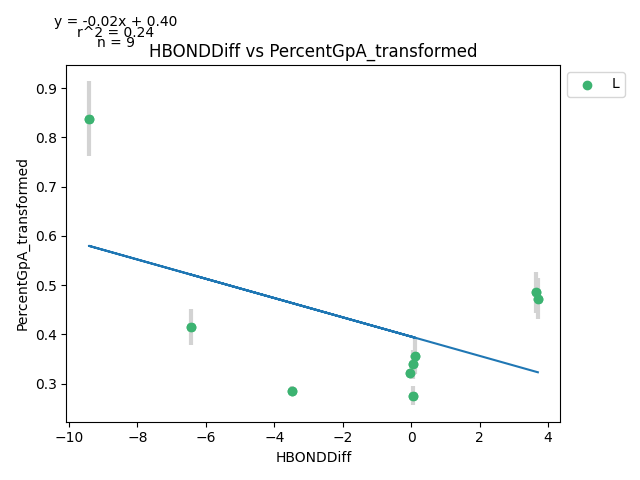 y = -0.02x + 0.40
r^2 = 0.24
n = 9
HBONDDiff vs PercentGpA_transformed
L
PercentGpA_transformed
0.9
0.8
0.7
0.6
0.5
0.4
0.3
−10
−8
−6
−4
−2
0
2
4
HBONDDiff